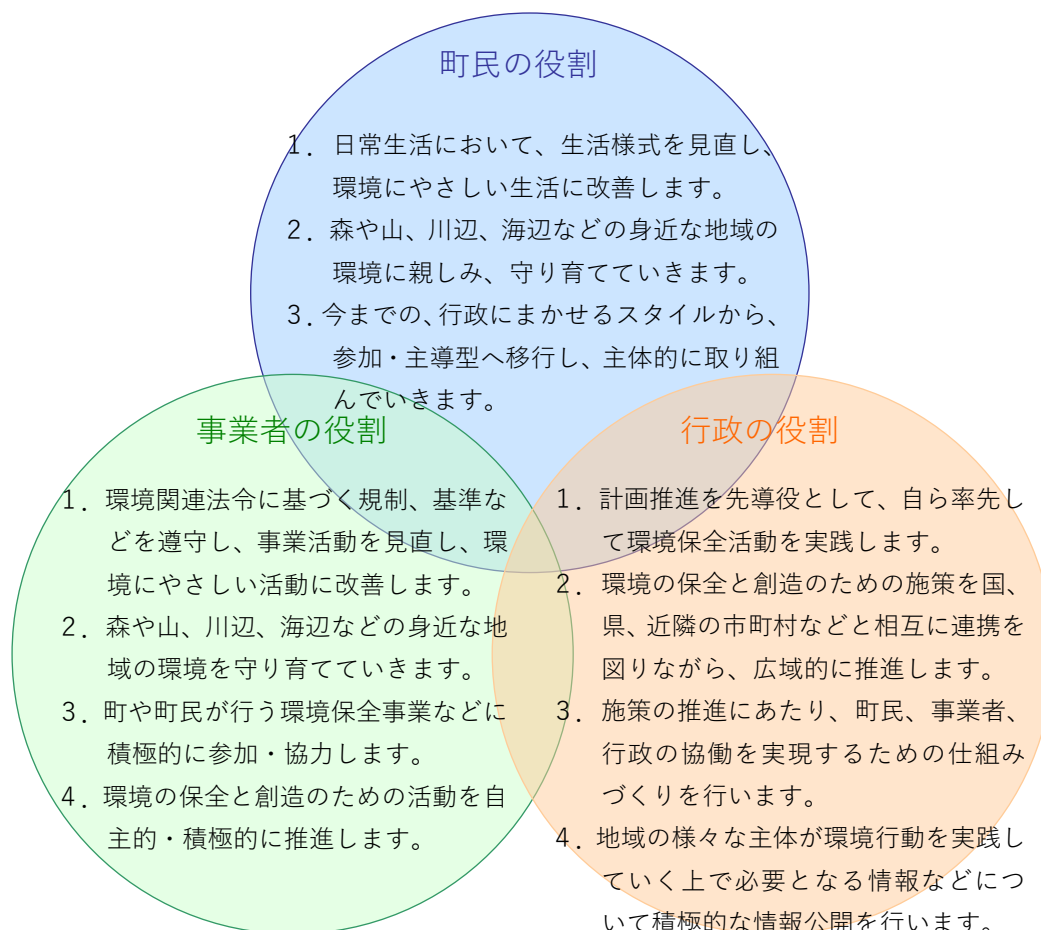 町民の役割
1. 日常生活において、生活様式を見直し、
環境にやさしい生活に改善します。
2. 森や山、川辺、海辺などの身近な地域の
環境に親しみ、守り育てていきます。
3. 今までの、行政にまかせるスタイルから、
参加・主導型へ移行し、主体的に取り組
んでいきます。
事業者の役割
1. 環境関連法令に基づく規制、基準な
どを遵守し、事業活動を見直し、環
境にやさしい活動に改善します。
2. 森や山、川辺、海辺などの身近な地
域の環境を守り育てていきます。
3. 町や町民が行う環境保全事業などに
積極的に参加・協力します。
4. 環境の保全と創造のための活動を自
主的・積極的に推進します。
行政の役割
1. 計画推進を先導役として、自ら率先し
て環境保全活動を実践します。
2. 環境の保全と創造のための施策を国、
県、近隣の市町村などと相互に連携を
図りながら、広域的に推進します。
3. 施策の推進にあたり、町民、事業者、
行政の協働を実現するための仕組み
づくりを行います。
4. 地域の様々な主体が環境行動を実践し
ていく上で必要となる情報などにつ
いて積極的な情報公開を行います。